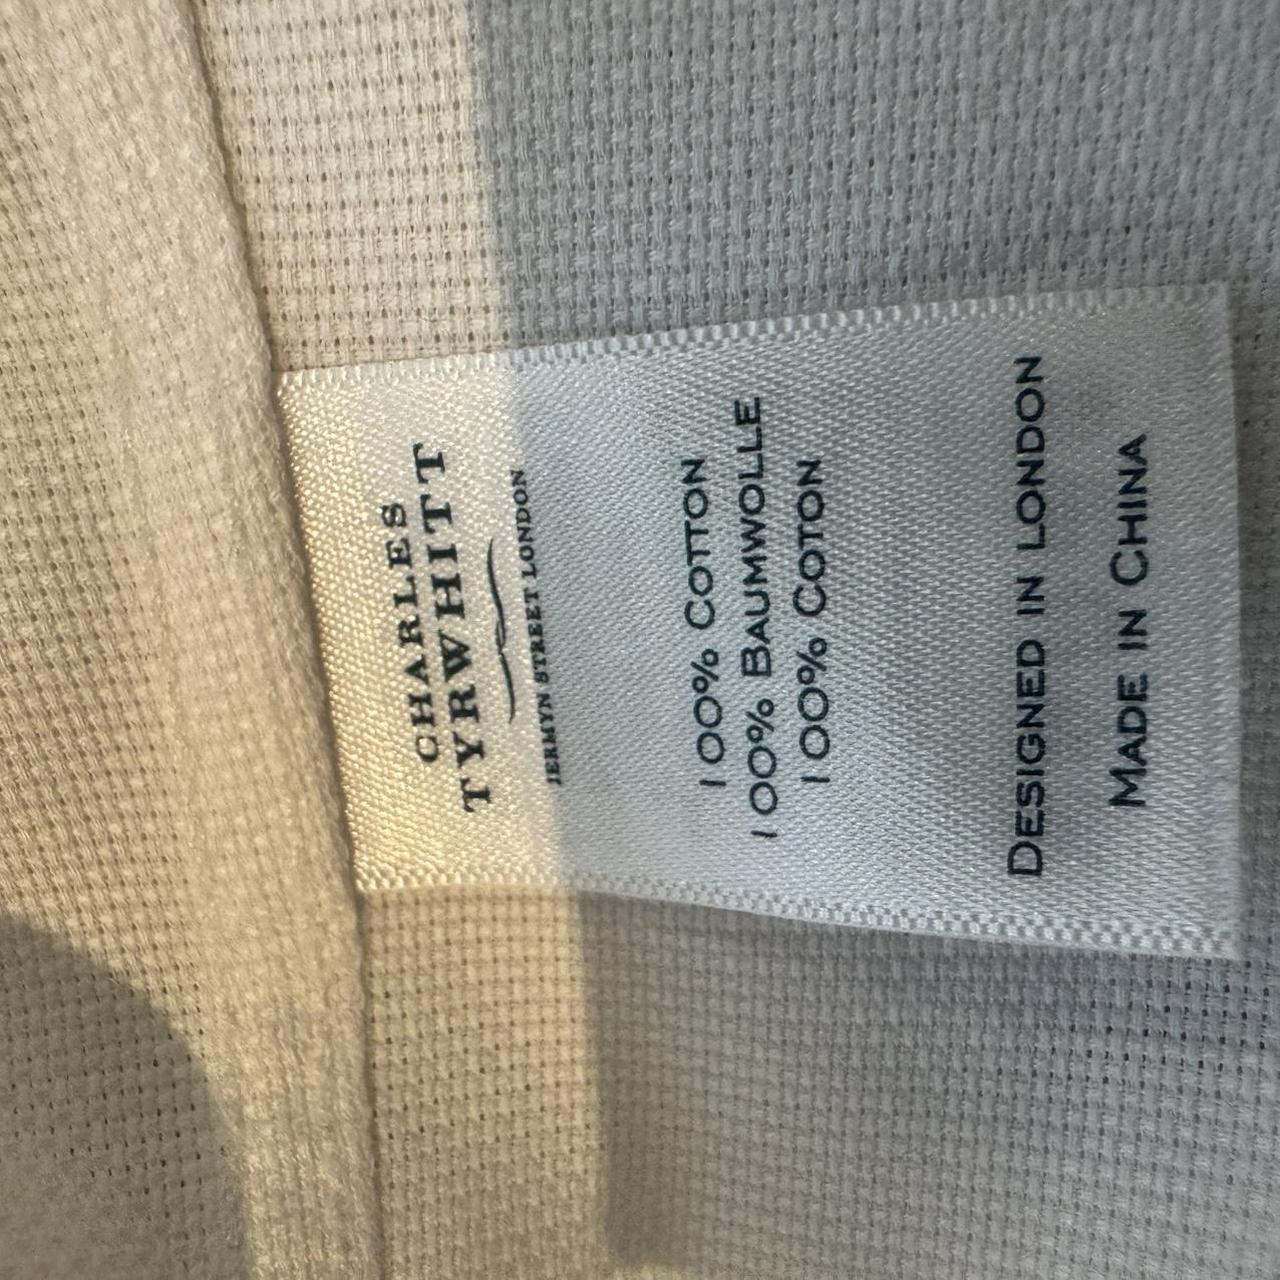 CHARLES
TYRWHITT
JERMYN STREET LONDON
100% COTTON
100% BAUMWOLLE
100% COTON
DESIGNED IN LONDON
MADE IN CHINA